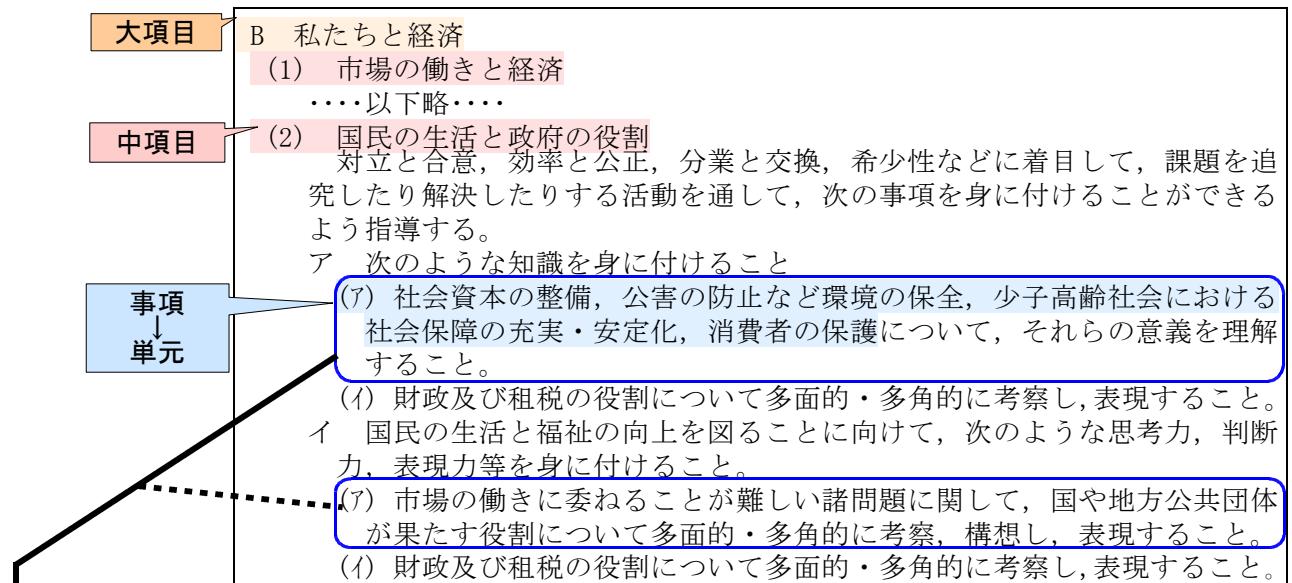 大項目
B 私たちと経済
(1) 市場の働きと経済
‥‥以下略‥‥
中項目
(2) 国民の生活と政府の役割
対立と合意，効率と公正，分業と交換，希少性などに着目して，課題を追
究したり解決したりする活動を通して，次の事項を身に付けることができる
よう指導する。
ア 次のような知識を身に付けること
事項
↓
単元
(ｱ) 社会資本の整備，公害の防止など環境の保全，少子高齢社会における
社会保障の充実・安定化，消費者の保護について，それらの意義を理解
すること。
(ｲ) 財政及び租税の役割について多面的・多角的に考察し,表現すること。
イ 国民の生活と福祉の向上を図ることに向けて，次のような思考力，判断
力，表現力等を身に付けること。
(ｱ) 市場の働きに委ねることが難しい諸問題に関して，国や地方公共団体
が果たす役割について多面的・多角的に考察，構想し，表現すること。
(ｲ) 財政及び租税の役割について多面的・多角的に考察し,表現すること。